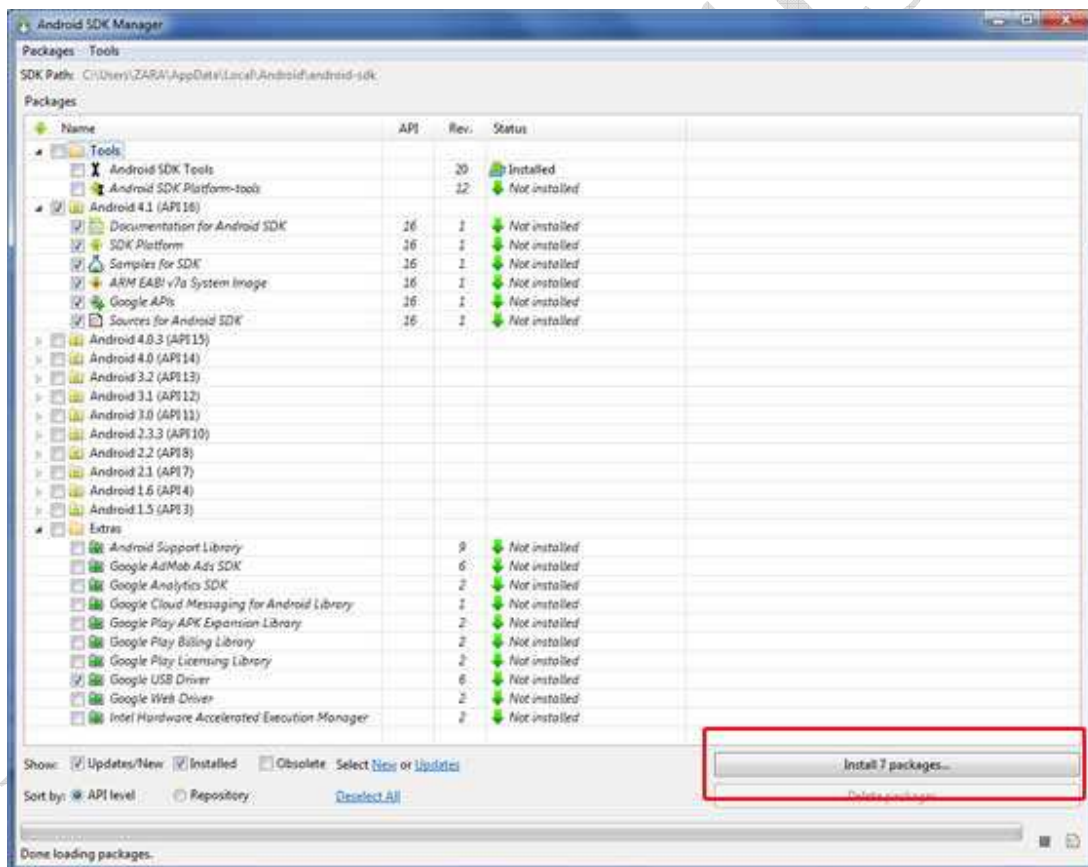 Android SDK Manager
Packages Tools
SDK Path: C:\Users\ZARA\AppData\Local\Android\android-sdk
Packages
Name API Rev. Status
Tools
Android SDK Tools 20 Installed
Android SDK Platform-tools 12 Not installed
Android 4.1 (API 16)
Documentation for Android SDK 16 1 Not installed
SDK Platform 16 1 Not installed
Samples for SDK 16 1 Not installed
ARM EABI v7a System Image 16 1 Not installed
Google APIs 16 1 Not installed
Sources for Android SDK 16 1 Not installed
Android 4.0.3 (API 15)
Android 4.0 (API 14)
Android 3.2 (API 13)
Android 3.1 (API 12)
Android 3.0 (API 11)
Android 2.3.3 (API 10)
Android 2.2 (API 8)
Android 2.1 (API 7)
Android 1.6 (API 4)
Android 1.5 (API 3)
Extras
Android Support Library 9 Not installed
Google AdMob Ads SDK 6 Not installed
Google Analytics SDK 2 Not installed
Google Cloud Messaging for Android Library 1 Not installed
Google Play APK Expansion Library 2 Not installed
Google Play Billing Library 2 Not installed
Google Play Licensing Library 2 Not installed
Google USB Driver 6 Not installed
Google Web Driver 2 Not installed
Intel Hardware Accelerated Execution Manager 2 Not installed
Show: Updates/New Installed Obsolete Select New or Updates
Install 7 packages...
Sort by: API level Repository Deselect All
Delete packages...
Done loading packages.